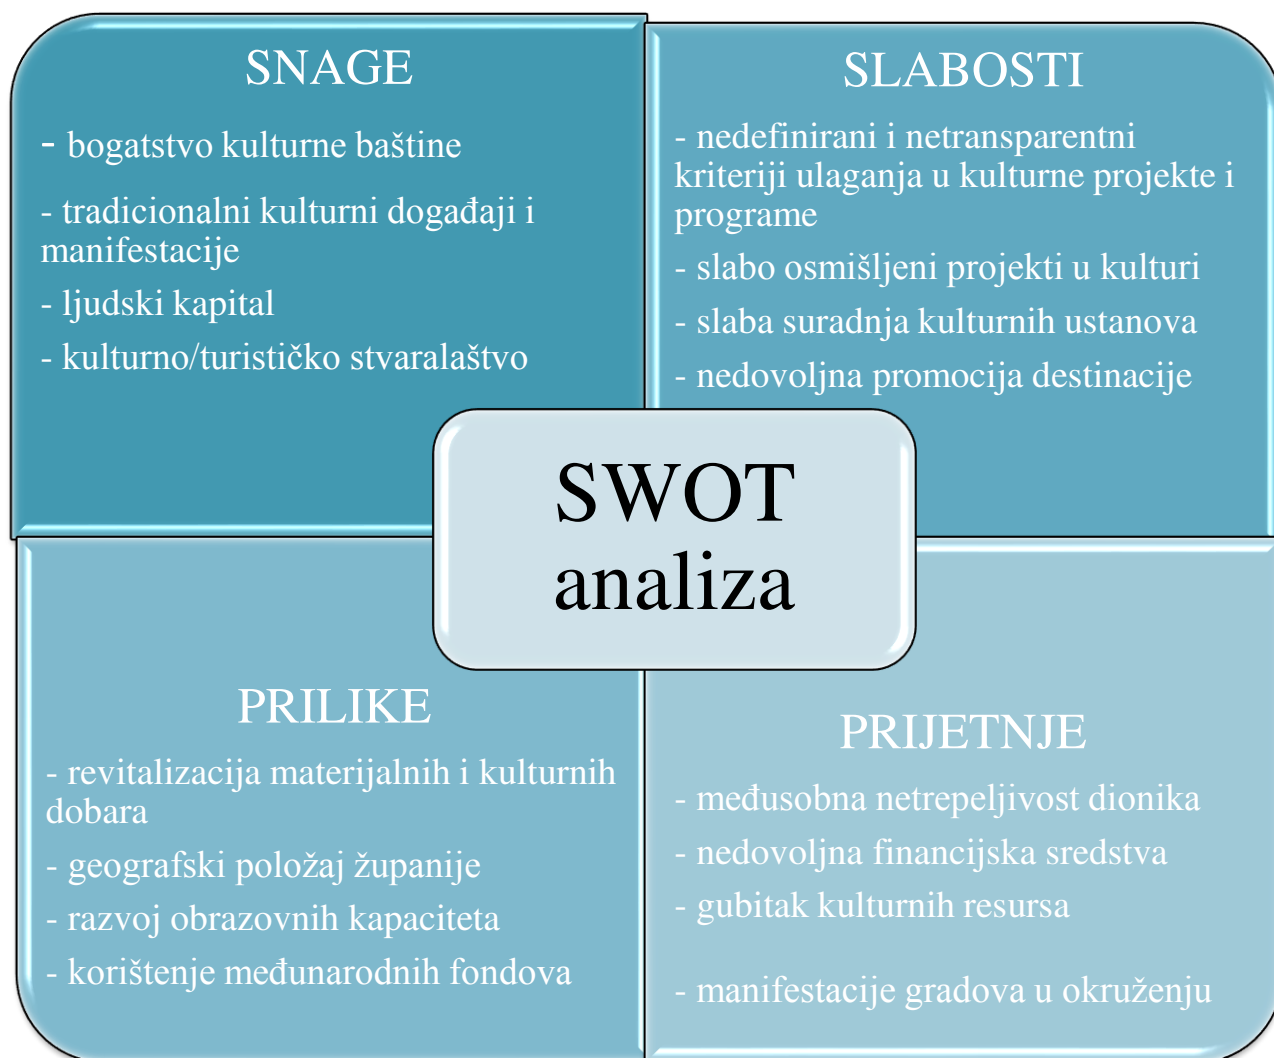 SNAGE
- bogatstvo kulturne baštine
- tradicionalni kulturni događaji i
manifestacije
- ljudski kapital
- kulturno/turističko stvaralaštvo
SLABOSTI
- nedefinirani i netransparentni
kriteriji ulaganja u kulturne projekte i
programe
- slabo osmišljeni projekti u kulturi
- slaba suradnja kulturnih ustanova
- nedovoljna promocija destinacije
SWOT
analiza
PRILIKE
- revitalizacija materijalnih i kulturnih
dobara
- geografski položaj županije
- razvoj obrazovnih kapaciteta
- korištenje međunarodnih fondova
PRIJETNJE
- međusobna netrepeljivost dionika
- nedovoljna financijska sredstva
- gubitak kulturnih resursa
- manifestacije gradova u okruženju